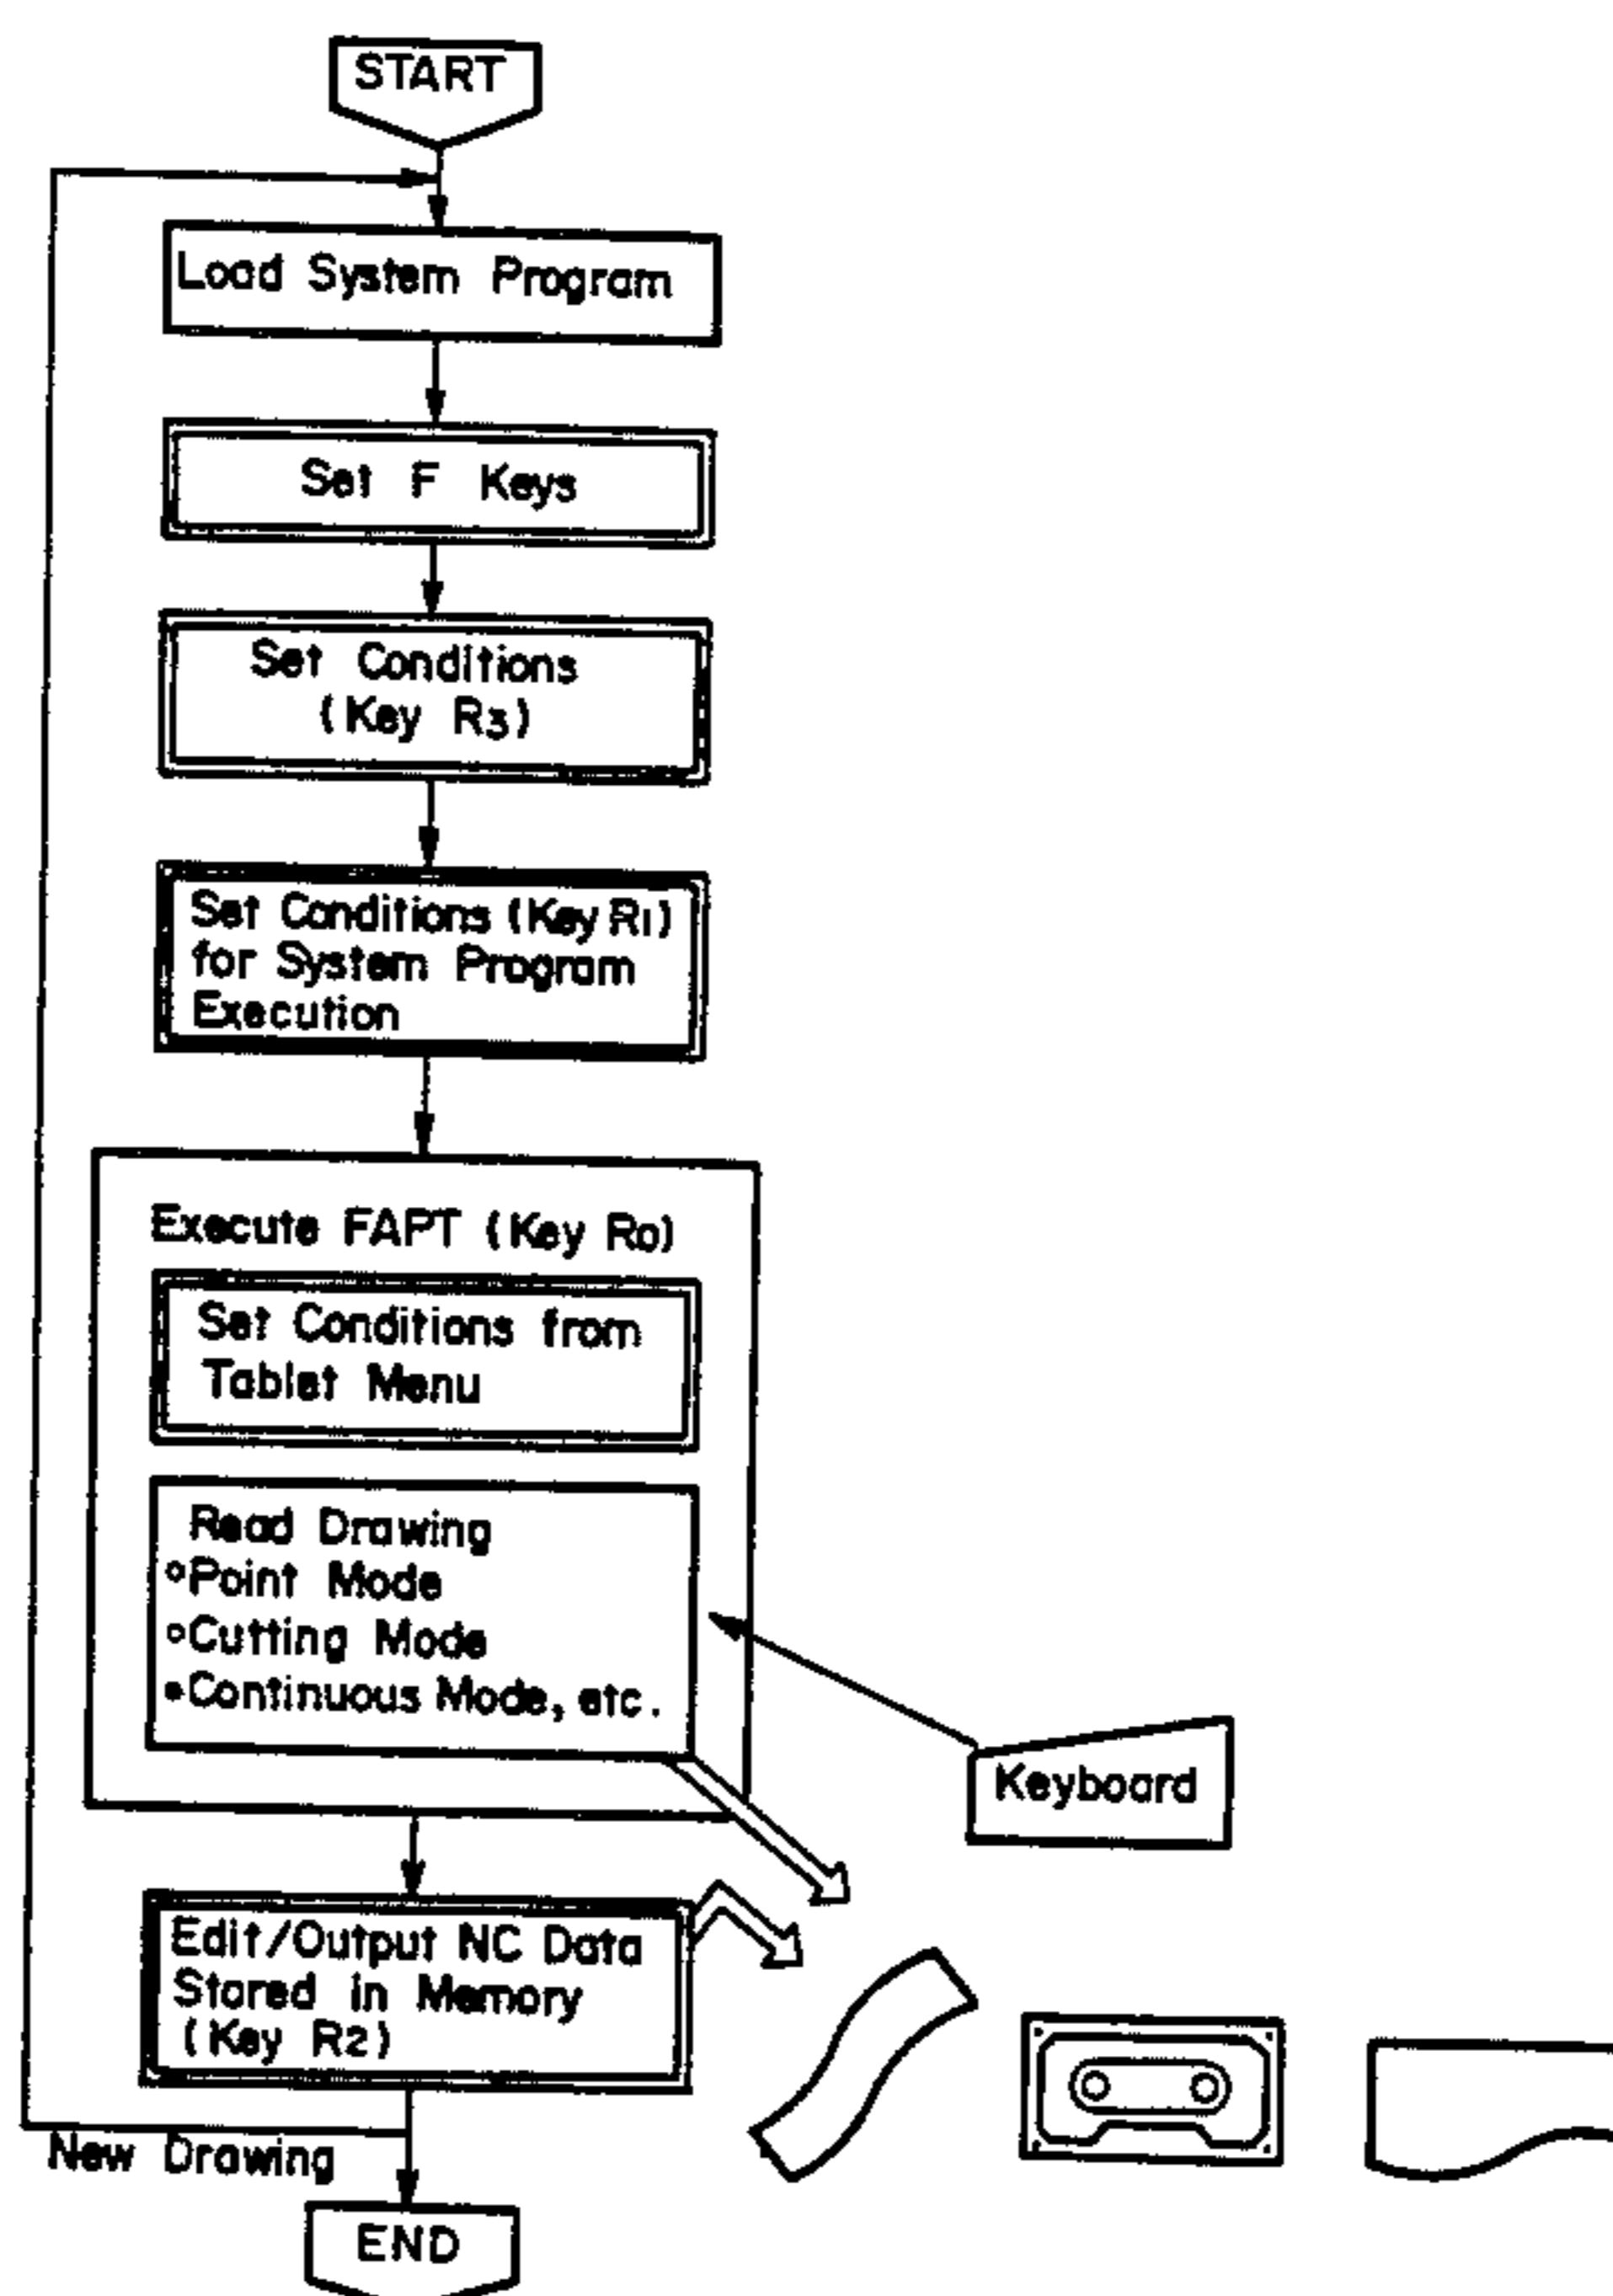 START
Load System Program
Set F Keys
Set Conditions
(Key R3)
Set Conditions (Key R1)
for System Program
Execution
Execute FAPT (Key R0)
Set Conditions from
Tablet Menu
Read Drawing
○Point Mode
○Cutting Mode
●Continuous Mode, etc.
Keyboard
Edit/Output NC Data
Stored in Memory
(Key R2)
New Drawing
END